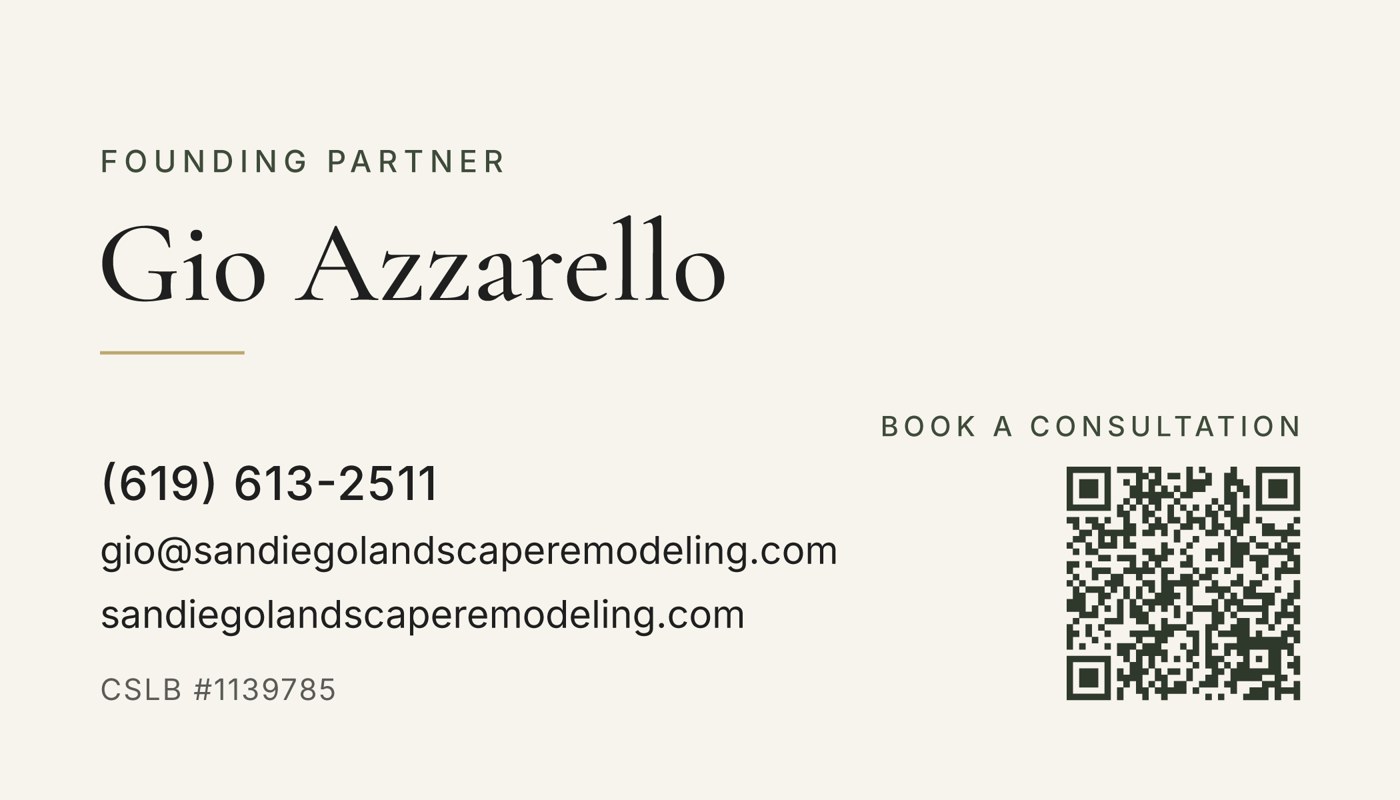 FOUNDING PARTNER
Gio Azzarello
(619) 613-2511
gio@sandiegolandscaperemodeling.com
sandiegolandscaperemodeling.com
CSLB #1139785
BOOK A CONSULTATION